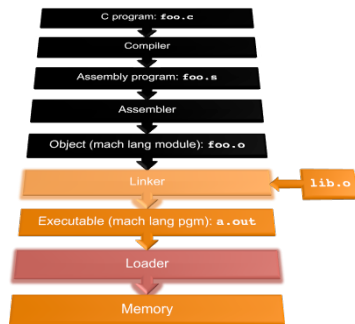 C program: foo.c
Compiler
Assembly program: foo.s
Assembler
Object (mach lang module): foo.o
Linker
lib.o
Executable (mach lang pgm): a.out
Loader
Memory